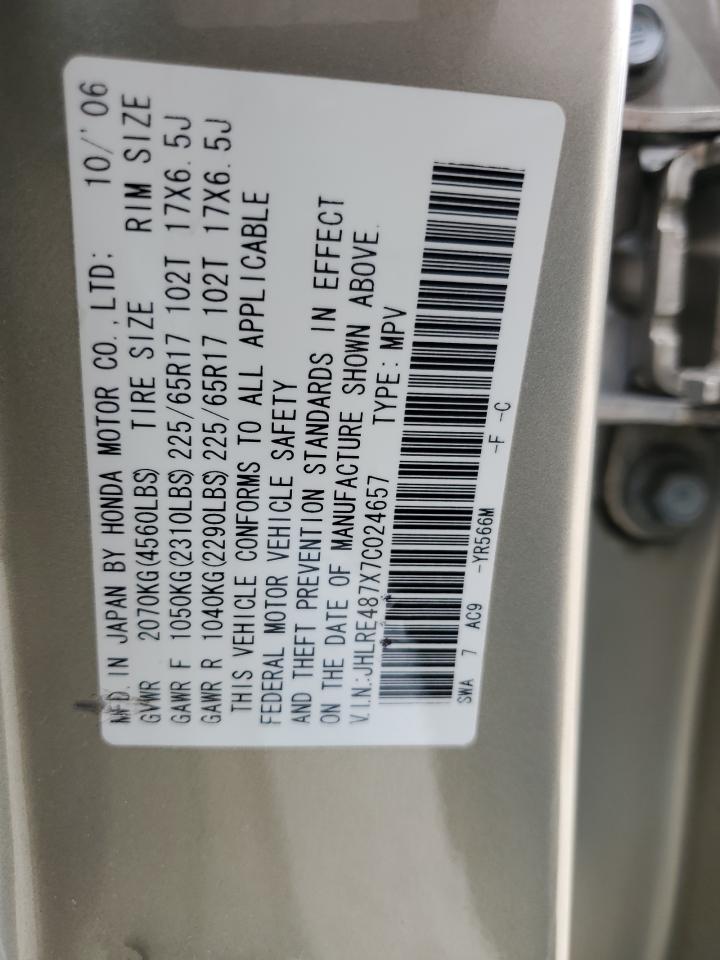 MFD. IN JAPAN BY HONDA MOTOR CO., LTD: 10/'06
GVWR 2070KG(4560LBS) TIRE SIZE RIM SIZE
GAWR F 1050KG(2310LBS) 225/65R17 102T 17X6.5J
GAWR R 1040KG(2290LBS) 225/65R17 102T 17X6.5J
THIS VEHICLE CONFORMS TO ALL APPLICABLE
FEDERAL MOTOR VEHICLE SAFETY
AND THEFT PREVENTION STANDARDS IN EFFECT
ON THE DATE OF MANUFACTURE SHOWN ABOVE.
V.I.N.:JHLRE487X7C024657 TYPE: MPV
SWA 7 AC9 -YR566M -F -C